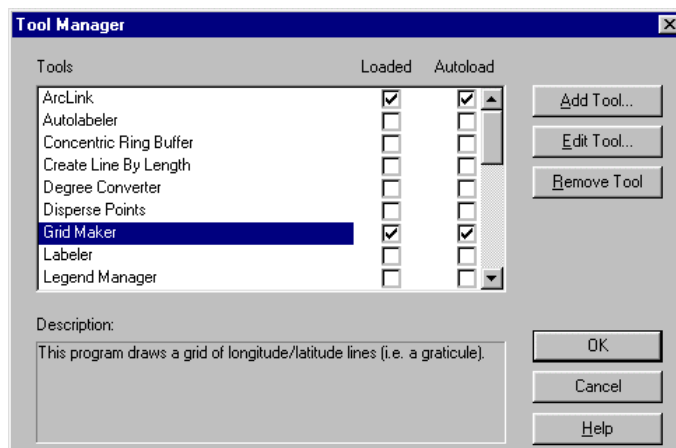 Tool Manager
Tools Loaded Autoload
ArcLink
Autolabeler
Concentric Ring Buffer
Create Line By Length
Degree Converter
Disperse Points
Grid Maker
Labeler
Legend Manager
Add Tool...
Edit Tool...
Remove Tool
Description:
This program draws a grid of longitude/latitude lines (i.e. a graticule).
OK
Cancel
Help